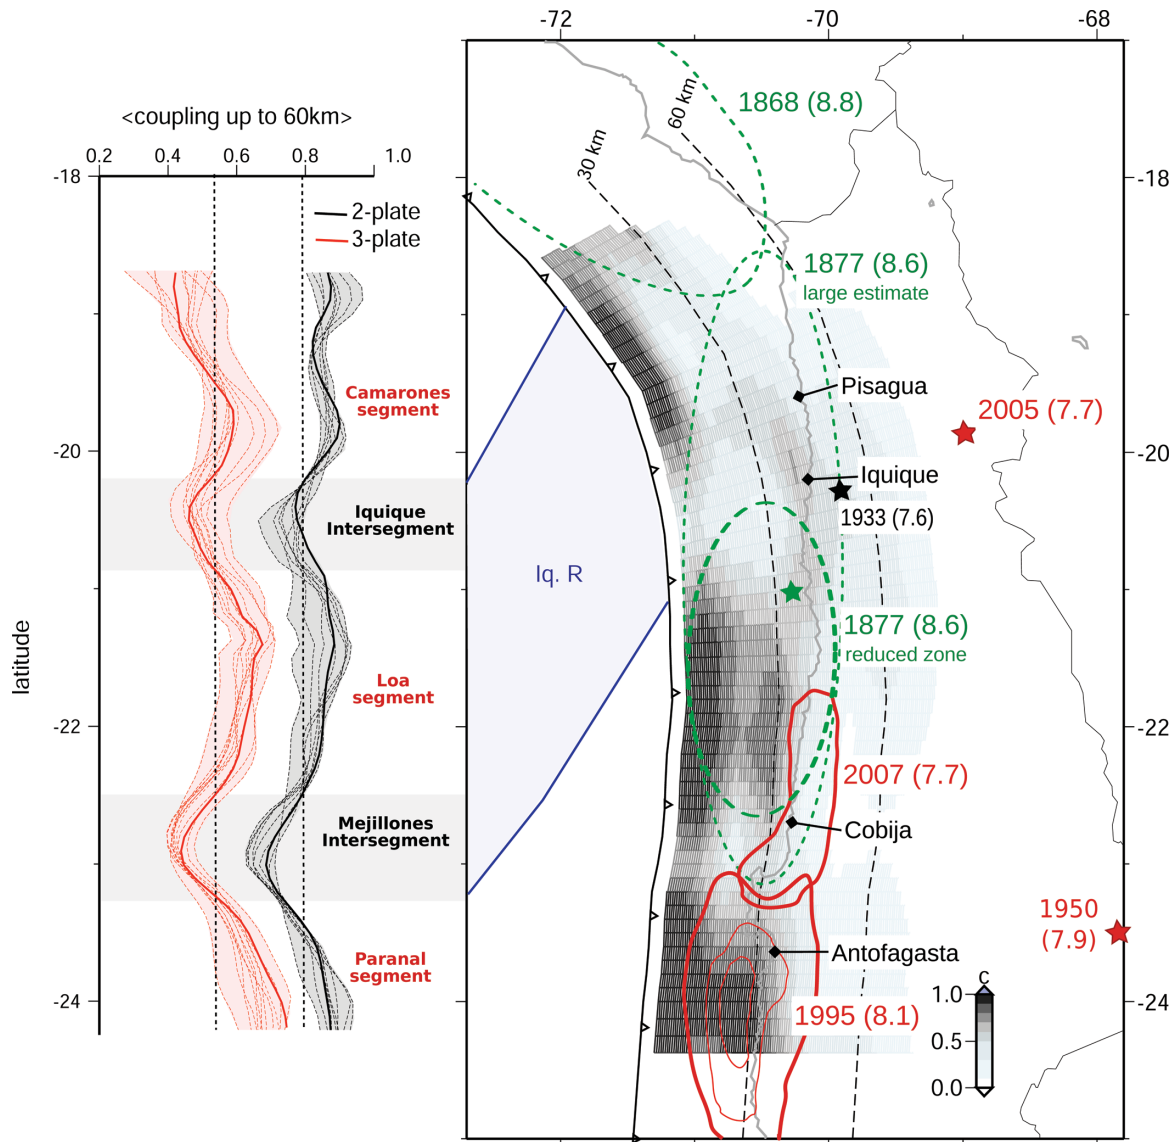 -72
-70
-68
<coupling up to 60km>
0.2
0.4
0.6
0.8
1.0
2-plate
3-plate
-18
-20
-22
-24
latitude
Camarones
segment
Iquique
Intersegment
Loa
segment
Mejillones
Intersegment
Paranal
segment
30 km
60 km
1868 (8.8)
-18
1877 (8.6)
large estimate
Pisagua
2005 (7.7)
-20
Iquique
1933 (7.6)
Iq. R
1877 (8.6)
reduced zone
-22
2007 (7.7)
Cobija
1950
(7.9)
Antofagasta
1995 (8.1)
-24
c
1.0
0.5
0.0